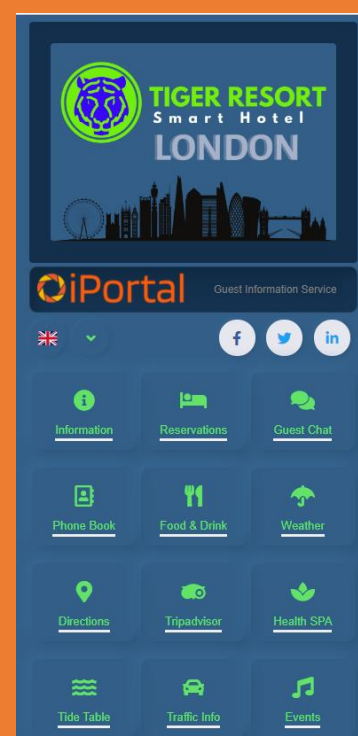 TIGER RESORT
Smart Hotel
LONDON
iPortal
Guest Information Service
Information
Reservations
Guest Chat
Phone Book
Food & Drink
Weather
Directions
Tripadvisor
Health SPA
Tide Table
Traffic Info
Events